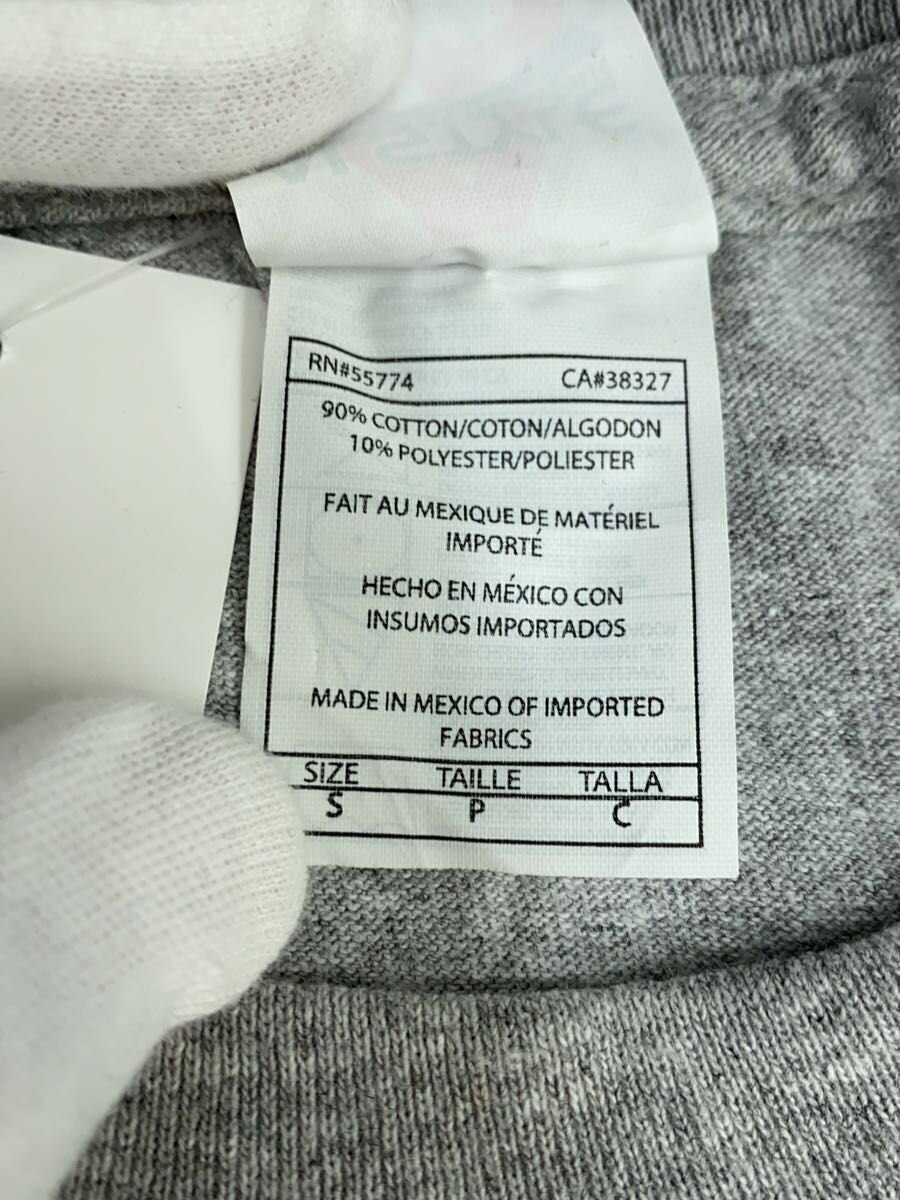 RN#55774 CA#38327
90% COTTON/COTON/ALGODON
10% POLYESTER/POLIESTER
FAIT AU MEXIQUE DE MATÉRIEL
IMPORTÉ
HECHO EN MÉXICO CON
INSUMOS IMPORTADOS
MADE IN MEXICO OF IMPORTED
FABRICS
SIZE TAILLE TALLA
S P C